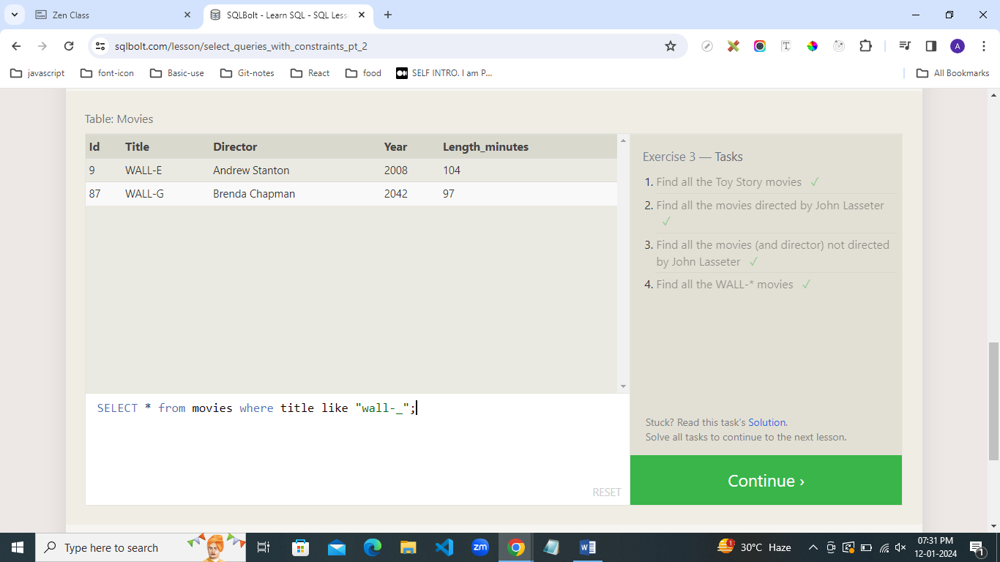 Zen Class
SQLBolt - Learn SQL - SQL Less
sqlbolt.com/lesson/select_queries_with_constraints_pt_2
A
javascript
font-icon
Basic-use
Git-notes
React
food
SELF INTRO. I am P...
All Bookmarks
Table: Movies
Id Title Director Year Length_minutes
9 WALL-E Andrew Stanton 2008 104
87 WALL-G Brenda Chapman 2042 97
Exercise 3 — Tasks
1. Find all the Toy Story movies ✓
2. Find all the movies directed by John Lasseter
✓
3. Find all the movies (and director) not directed
by John Lasseter ✓
4. Find all the WALL-* movies ✓
SELECT * from movies where title like "wall-_";
RESET
Stuck? Read this task's Solution.
Solve all tasks to continue to the next lesson.
Continue ›
Type here to search
zm
1
30°C Haze
07:31 PM
12-01-2024
1